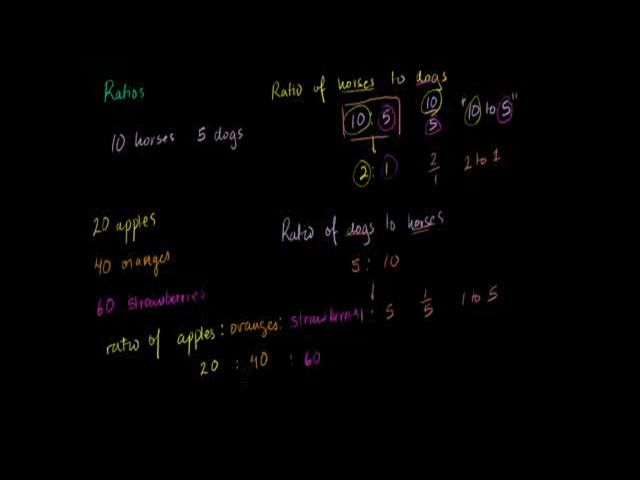 Ratios
Ratio of horses to dogs
10 horses 5 dogs
10 : 5 10/5 "10 to 5"
2 : 1 2/1 2 to 1
20 apples
40 oranges
60 strawberries
Ratio of dogs to horses
5 : 10
1 : 5 1/5 1 to 5
ratio of apples : oranges : strawberries
20 : 40 : 60